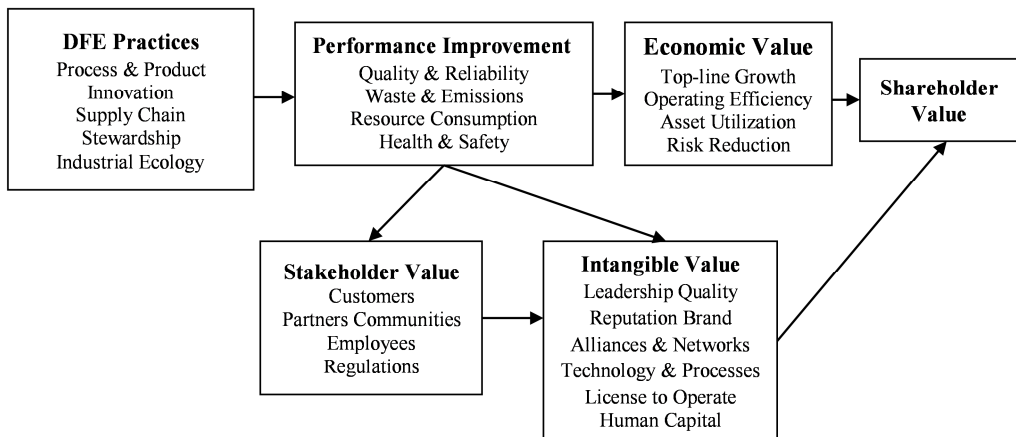 DFE Practices
Process & Product
Innovation
Supply Chain
Stewardship
Industrial Ecology
Performance Improvement
Quality & Reliability
Waste & Emissions
Resource Consumption
Health & Safety
Economic Value
Top-line Growth
Operating Efficiency
Asset Utilization
Risk Reduction
Shareholder
Value
Stakeholder Value
Customers
Partners Communities
Employees
Regulations
Intangible Value
Leadership Quality
Reputation Brand
Alliances & Networks
Technology & Processes
License to Operate
Human Capital